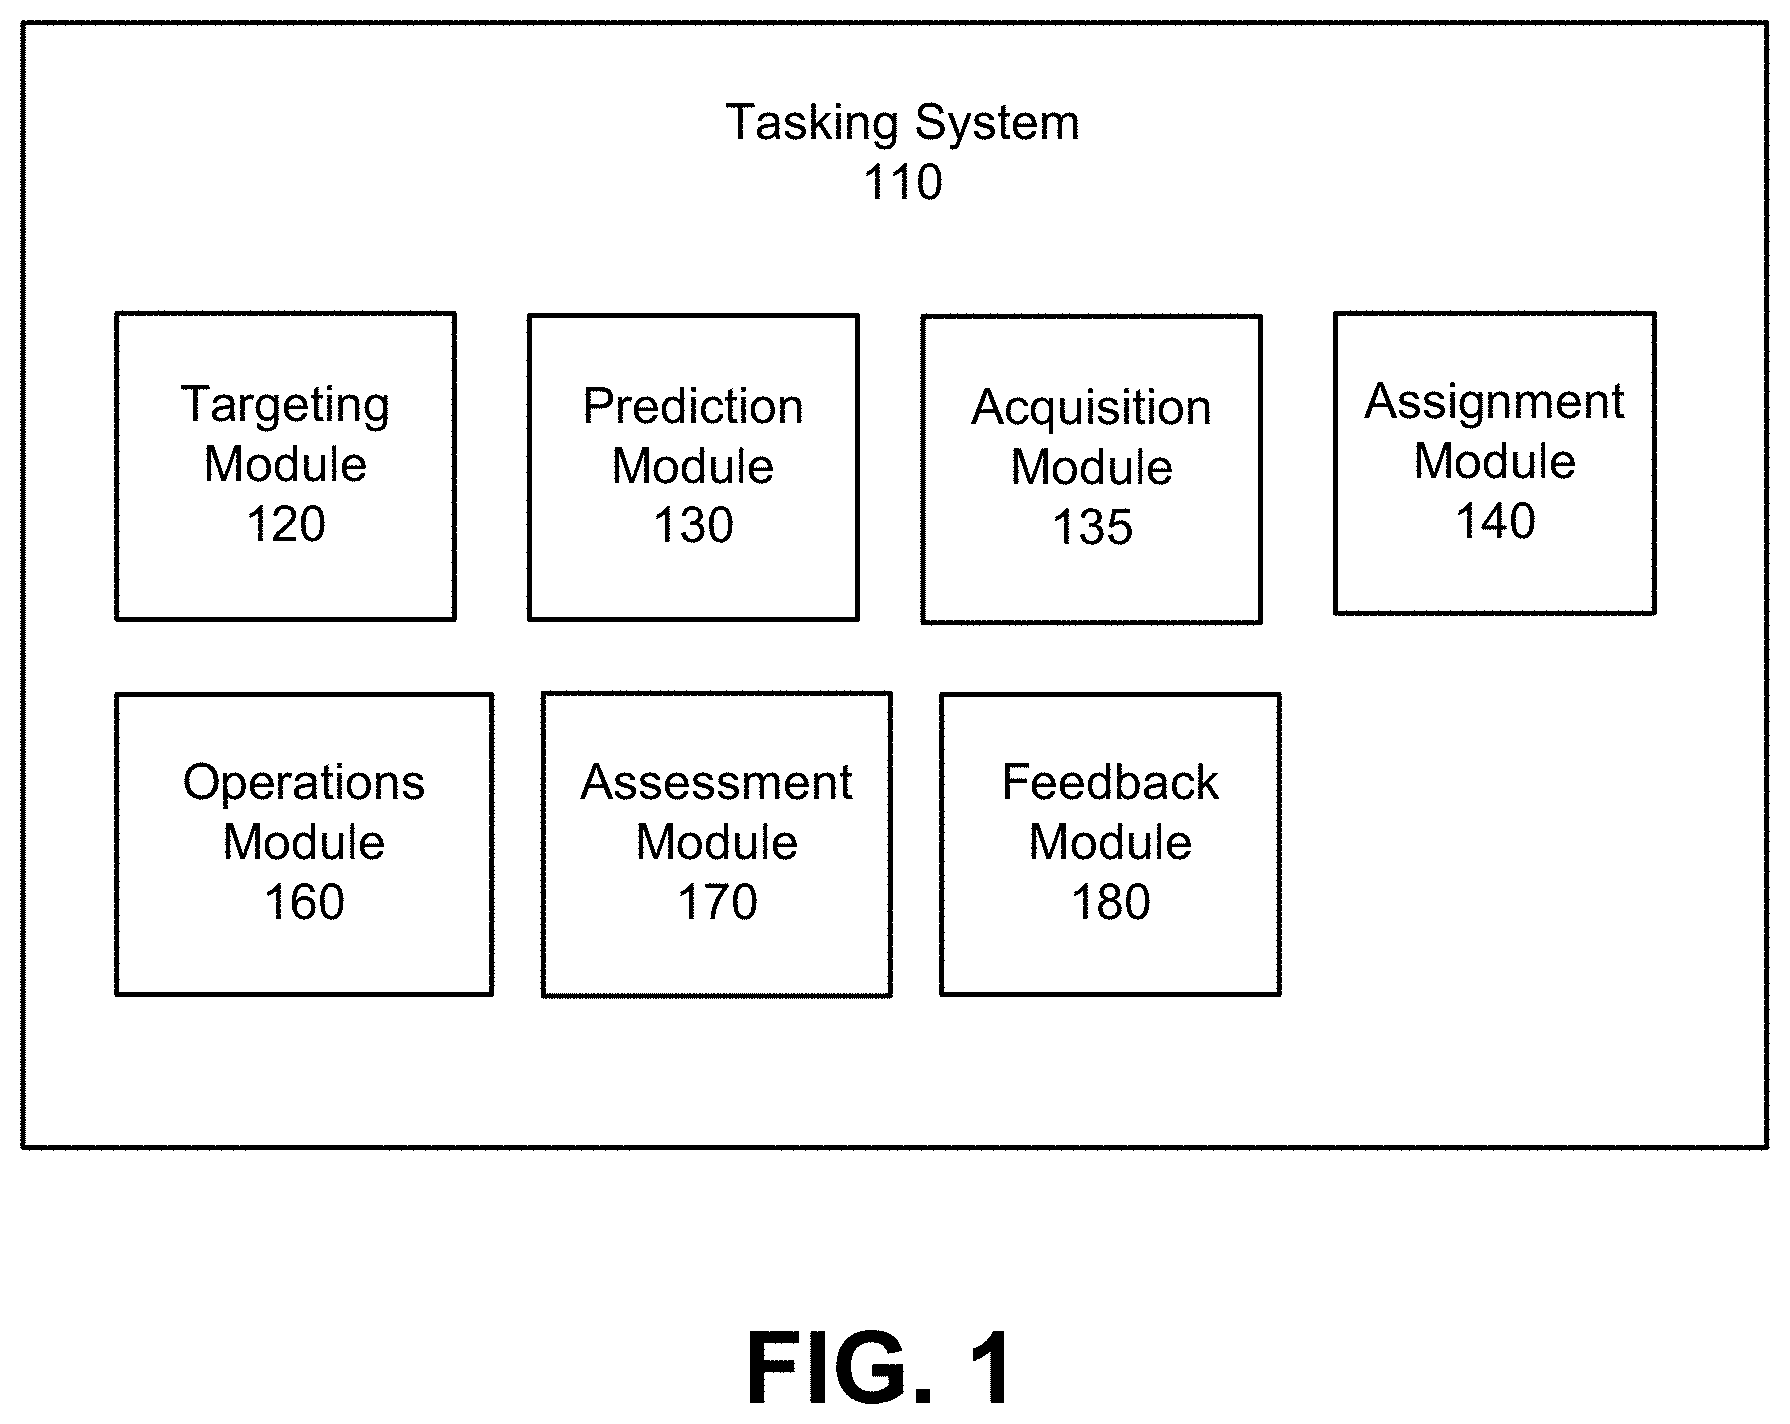 Tasking System
110
Targeting
Module
120
Prediction
Module
130
Acquisition
Module
135
Assignment
Module
140
Operations
Module
160
Assessment
Module
170
Feedback
Module
180
FIG. 1